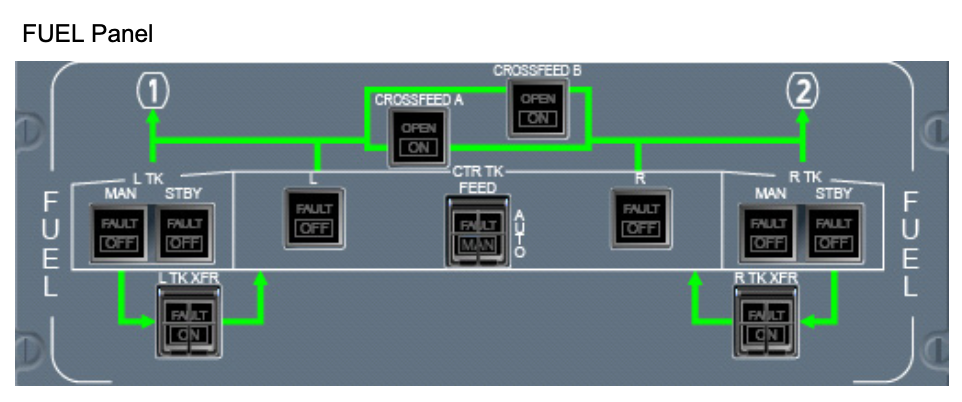 FUEL Panel
CROSSFEED B
1
2
OPEN
ON
CROSSFEED A
OPEN
ON
L TK
MAN
STBY
L
CTR TK
FEED
R
R TK
MAN
STBY
FUEL
FAULT
OFF
FAULT
OFF
FAULT
OFF
FAULT
MAN
AUTO
FAULT
OFF
FAULT
OFF
FAULT
OFF
FUEL
L TK XFR
FAULT
ON
R TK XFR
FAULT
ON